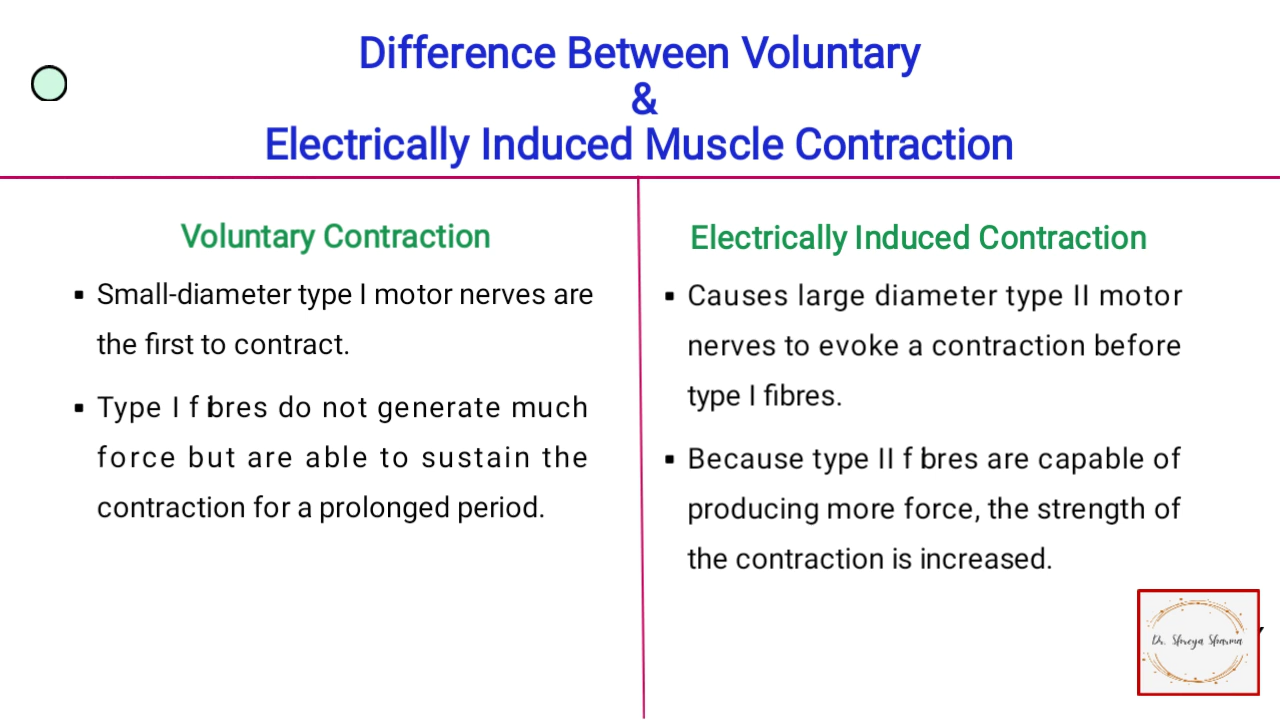 Difference Between Voluntary
&
Electrically Induced Muscle Contraction
Voluntary Contraction
▪ Small-diameter type I motor nerves are
the first to contract.
▪ Type I fibres do not generate much
force but are able to sustain the
contraction for a prolonged period.
Electrically Induced Contraction
▪ Causes large diameter type II motor
nerves to evoke a contraction before
type I fibres.
▪ Because type II fibres are capable of
producing more force, the strength of
the contraction is increased.
Dr. Shreya Sharma